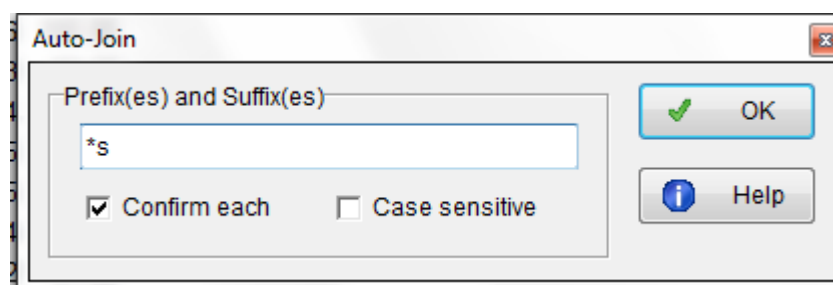 Auto-Join
Prefix(es) and Suffix(es)
*s
OK
Confirm each
Case sensitive
Help